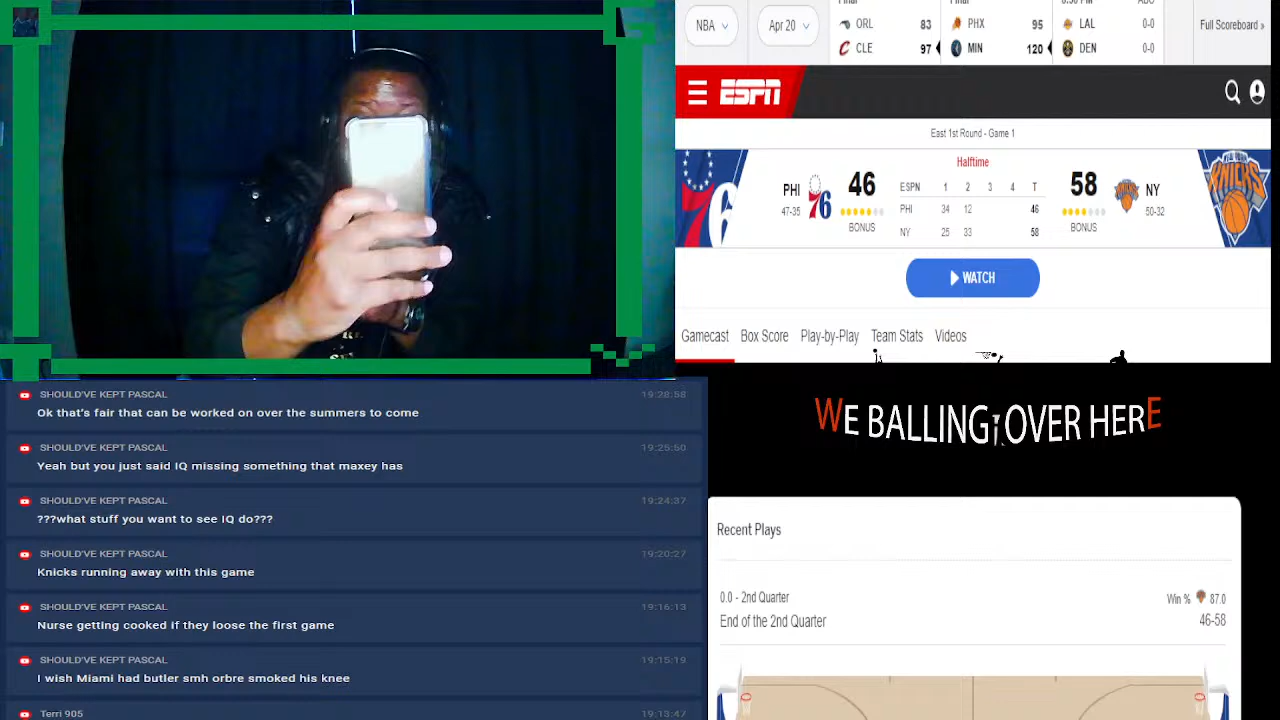 NBA
Apr 20
ORL 83
CLE 97
PHX 95
MIN 120
LAL 0-0
DEN 0-0
Full Scoreboard »
ESPN
East 1st Round - Game 1
Halftime
PHI 46
47-35
BONUS
ESPN 1 2 3 4 T
PHI 34 12 46
NY 25 33 58
58 NY
50-32
BONUS
KNICKS
WATCH
Gamecast Box Score Play-by-Play Team Stats Videos
SHOULD'VE KEPT PASCAL 19:28:58
Ok that's fair that can be worked on over the summers to come
SHOULD'VE KEPT PASCAL 19:25:50
Yeah but you just said IQ missing something that maxey has
SHOULD'VE KEPT PASCAL 19:24:37
???what stuff you want to see IQ do???
SHOULD'VE KEPT PASCAL 19:20:27
Knicks running away with this game
SHOULD'VE KEPT PASCAL 19:16:13
Nurse getting cooked if they loose the first game
SHOULD'VE KEPT PASCAL 19:15:19
I wish Miami had butler smh orbre smoked his knee
Terri 905 19:13:47
WE BALLING OVER HERE
Recent Plays
0.0 - 2nd Quarter
Win % 87.0
End of the 2nd Quarter
46-58